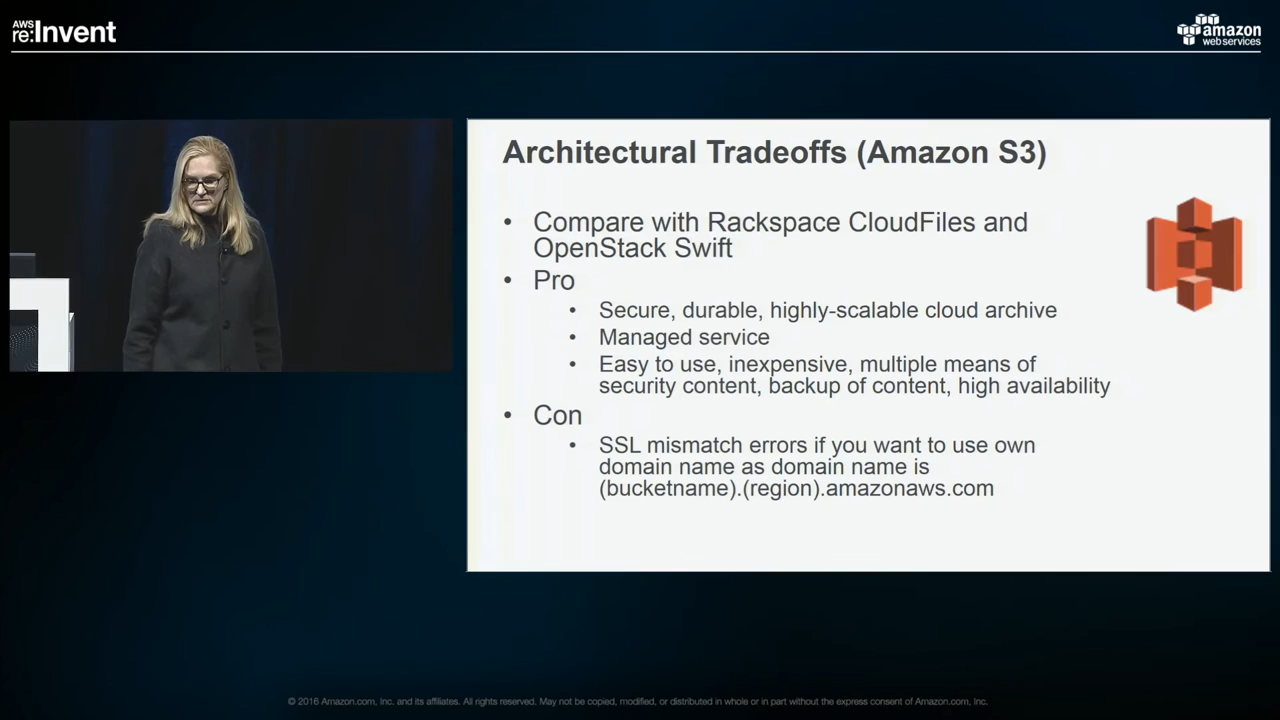 AWS
re:Invent
amazon
web services
Architectural Tradeoffs (Amazon S3)
• Compare with Rackspace CloudFiles and
OpenStack Swift
• Pro
• Secure, durable, highly-scalable cloud archive
• Managed service
• Easy to use, inexpensive, multiple means of
security content, backup of content, high availability
• Con
• SSL mismatch errors if you want to use own
domain name as domain name is
(bucketname).(region).amazonaws.com
© 2016 Amazon.com, Inc. and its affiliates. All rights reserved. May not be copied, modified, or distributed in whole or in part without the express consent of Amazon.com, Inc.